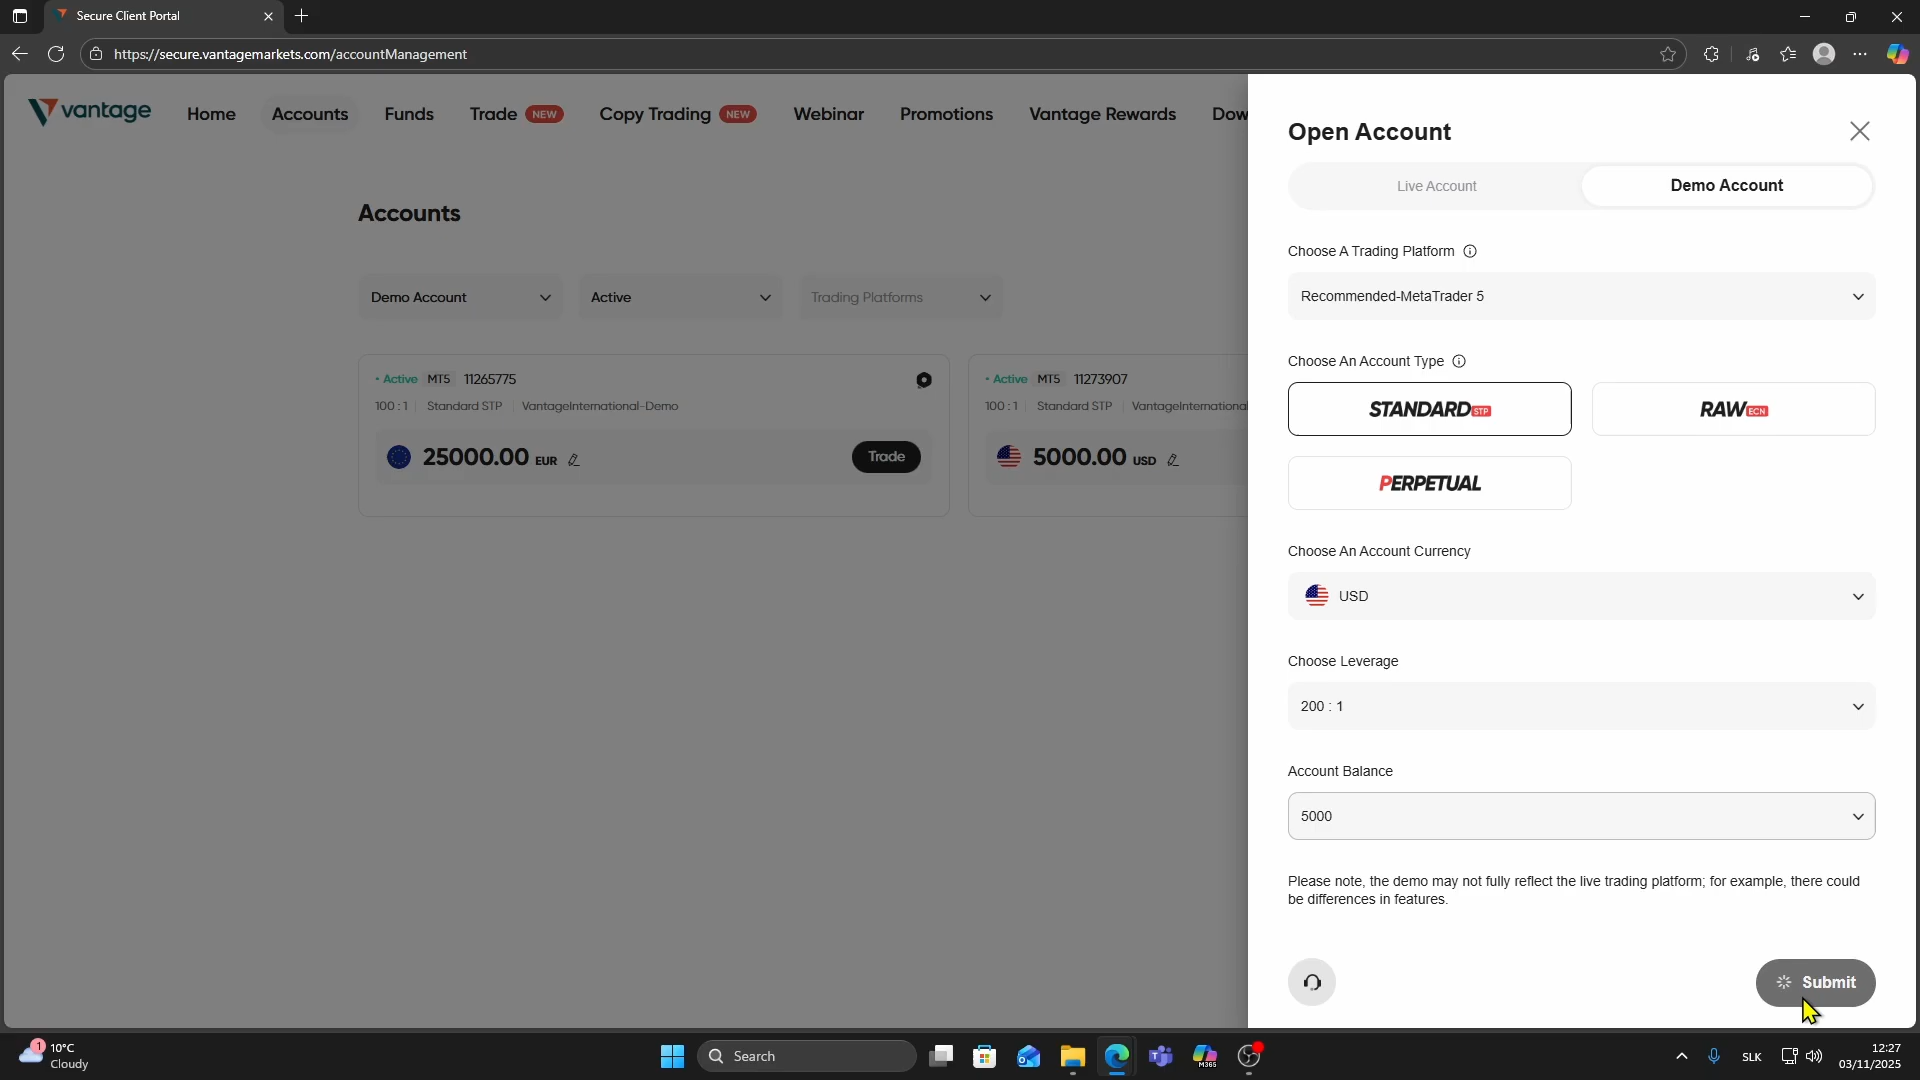 Secure Client Portal
https://secure.vantagemarkets.com/accountManagement
vantage
Home
Accounts
Funds
Trade NEW
Copy Trading NEW
Webinar
Promotions
Vantage Rewards
Dow
Accounts
Demo Account
Active
Trading Platforms
• Active MT5 11265775
100 : 1 Standard STP VantageInternational-Demo
25000.00 EUR
Trade
• Active MT5 11273907
100 : 1 Standard STP VantageInternational
5000.00 USD
Open Account
Live Account
Demo Account
Choose A Trading Platform
Recommended-MetaTrader 5
Choose An Account Type
STANDARD STP
RAW ECN
PERPETUAL
Choose An Account Currency
USD
Choose Leverage
200 : 1
Account Balance
5000
Please note, the demo may not fully reflect the live trading platform; for example, there could
be differences in features.
Submit
1
10°C
Cloudy
Search
M365
SLK
12:27
03/11/2025